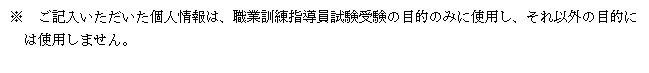 ※　ご記入いただいた個人情報は、職業訓練指導員試験受験の目的のみに使用し、それ以外の目的に
は使用しません。